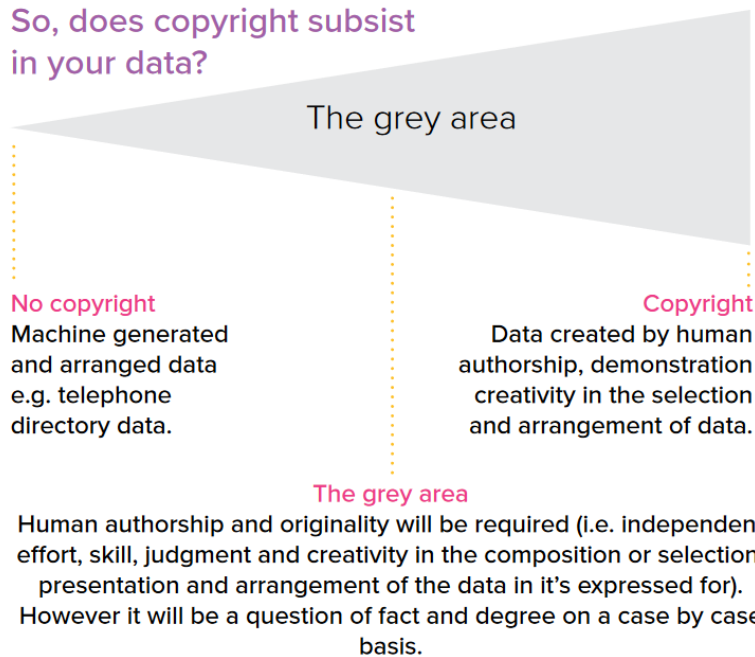 So, does copyright subsist
in your data?
The grey area
No copyright
Machine generated
and arranged data
e.g. telephone
directory data.
Copyright
Data created by human
authorship, demonstration
creativity in the selection
and arrangement of data.
The grey area
Human authorship and originality will be required (i.e. independen
effort, skill, judgment and creativity in the composition or selection
presentation and arrangement of the data in it's expressed for).
However it will be a question of fact and degree on a case by case
basis.